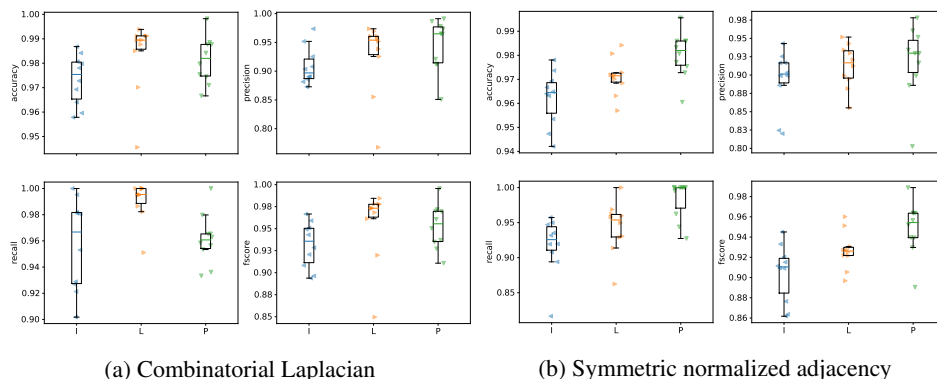 1.00
0.99
0.98
0.97
0.96
0.95
accuracy
I
L
P
1.00
0.95
0.90
0.85
0.80
precision
I
L
P
1.00
0.98
0.96
0.94
0.92
0.90
recall
I
L
P
1.00
0.98
0.95
0.93
0.90
0.88
0.85
fscore
I
L
P
(a) Combinatorial Laplacian
1.00
0.99
0.98
0.97
0.96
0.95
0.94
accuracy
I
L
P
0.98
0.95
0.93
0.90
0.88
0.85
0.83
0.80
precision
I
L
P
1.00
0.95
0.90
0.85
recall
I
L
P
0.98
0.96
0.94
0.92
0.90
0.88
0.86
fscore
I
L
P
(b) Symmetric normalized adjacency